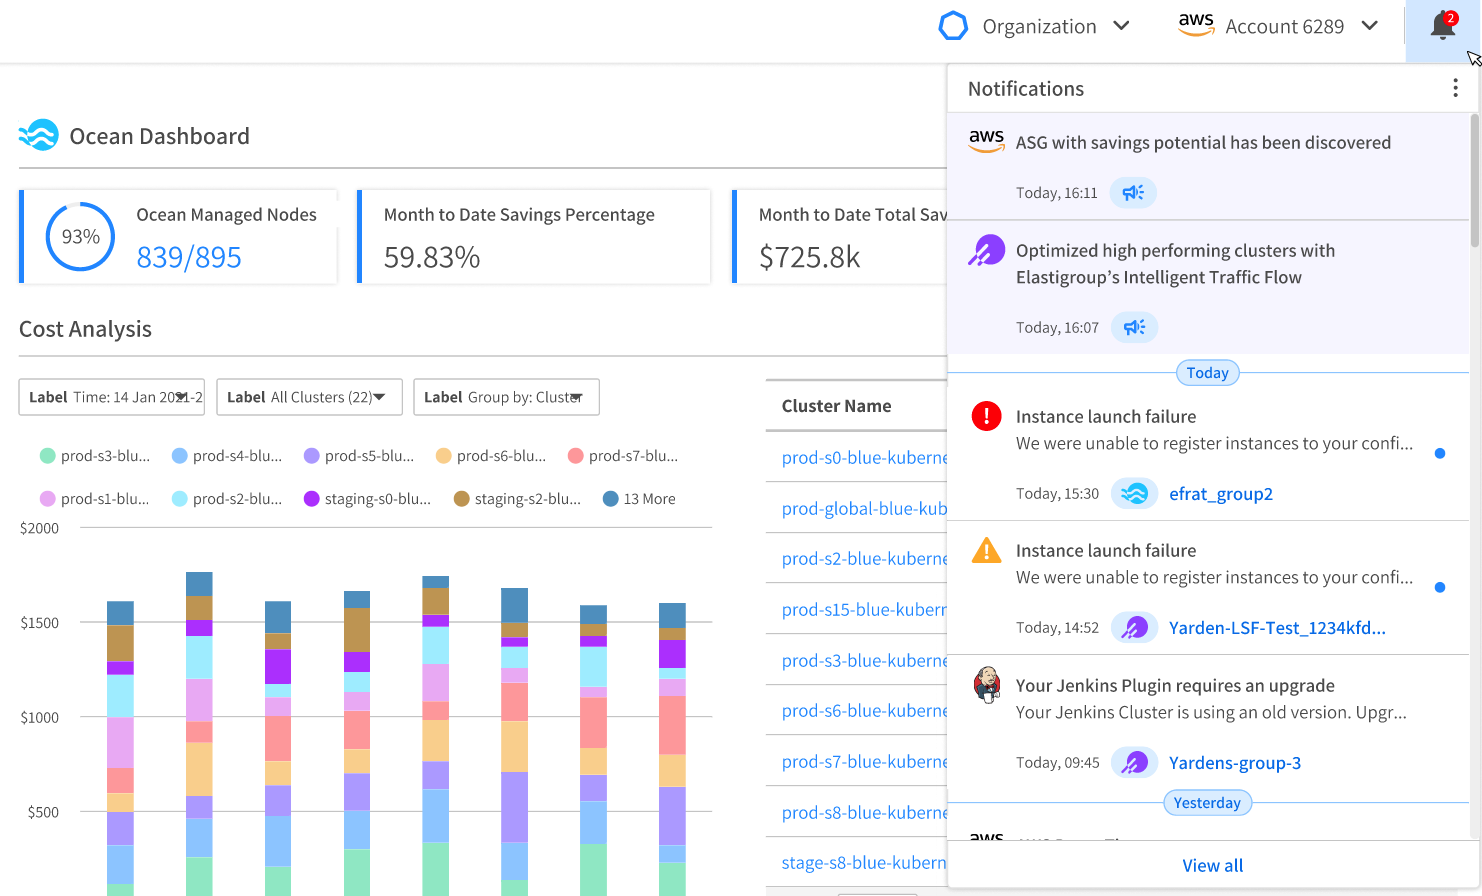 Organization
aws Account 6289
2
Notifications
Ocean Dashboard
93%
Ocean Managed Nodes
839/895
Month to Date Savings Percentage
59.83%
Month to Date Total Sav
$725.8k
Cost Analysis
Label Time: 14 Jan 2021-2
Label All Clusters (22)
Label Group by: Cluster
prod-s3-blu...
prod-s4-blu...
prod-s5-blu...
prod-s6-blu...
prod-s7-blu...
prod-s1-blu...
prod-s2-blu...
staging-s0-blu...
staging-s2-blu...
13 More
$2000
$1500
$1000
$500
Cluster Name
prod-s0-blue-kuberne
prod-global-blue-kub
prod-s2-blue-kuberne
prod-s15-blue-kubern
prod-s3-blue-kuberne
prod-s6-blue-kuberne
prod-s7-blue-kuberne
prod-s8-blue-kuberne
stage-s8-blue-kubern
aws
ASG with savings potential has been discovered
Today, 16:11
Optimized high performing clusters with
Elastigroup’s Intelligent Traffic Flow
Today, 16:07
Today
Instance launch failure
We were unable to register instances to your confi...
Today, 15:30 efrat_group2
Instance launch failure
We were unable to register instances to your confi...
Today, 14:52 Yarden-LSF-Test_1234kfd...
Your Jenkins Plugin requires an upgrade
Your Jenkins Cluster is using an old version. Upgr...
Today, 09:45 Yardens-group-3
Yesterday
aws
View all